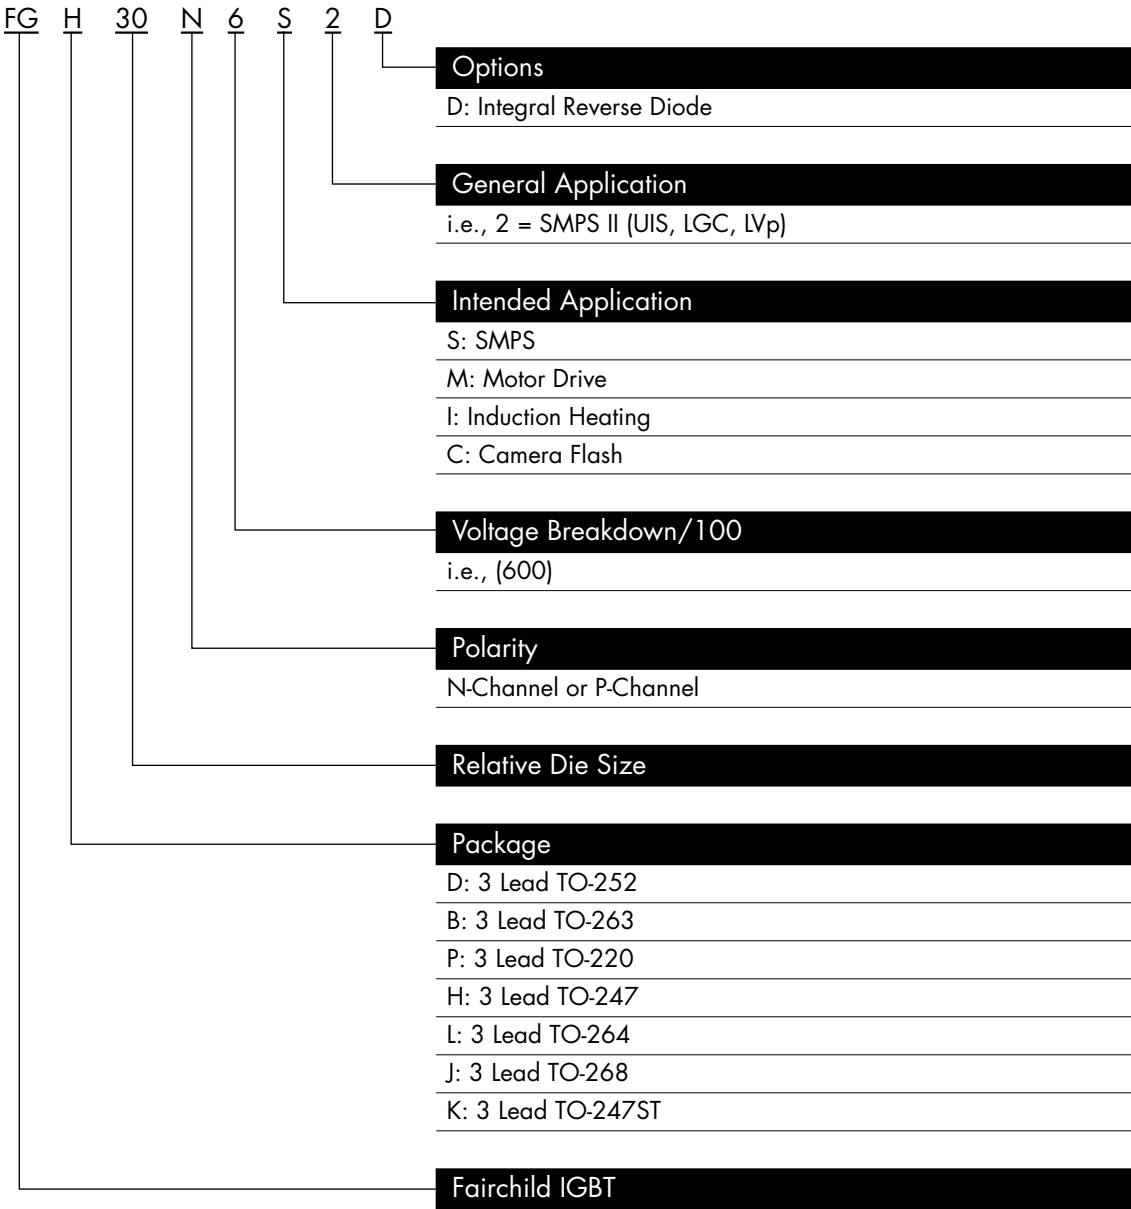 FG H 30 N 6 S 2 D
Options
D: Integral Reverse Diode
General Application
i.e., 2 = SMPS II (UIS, LGC, LVp)
Intended Application
S: SMPS
M: Motor Drive
I: Induction Heating
C: Camera Flash
Voltage Breakdown/100
i.e., (600)
Polarity
N-Channel or P-Channel
Relative Die Size
Package
D: 3 Lead TO-252
B: 3 Lead TO-263
P: 3 Lead TO-220
H: 3 Lead TO-247
L: 3 Lead TO-264
J: 3 Lead TO-268
K: 3 Lead TO-247ST
Fairchild IGBT